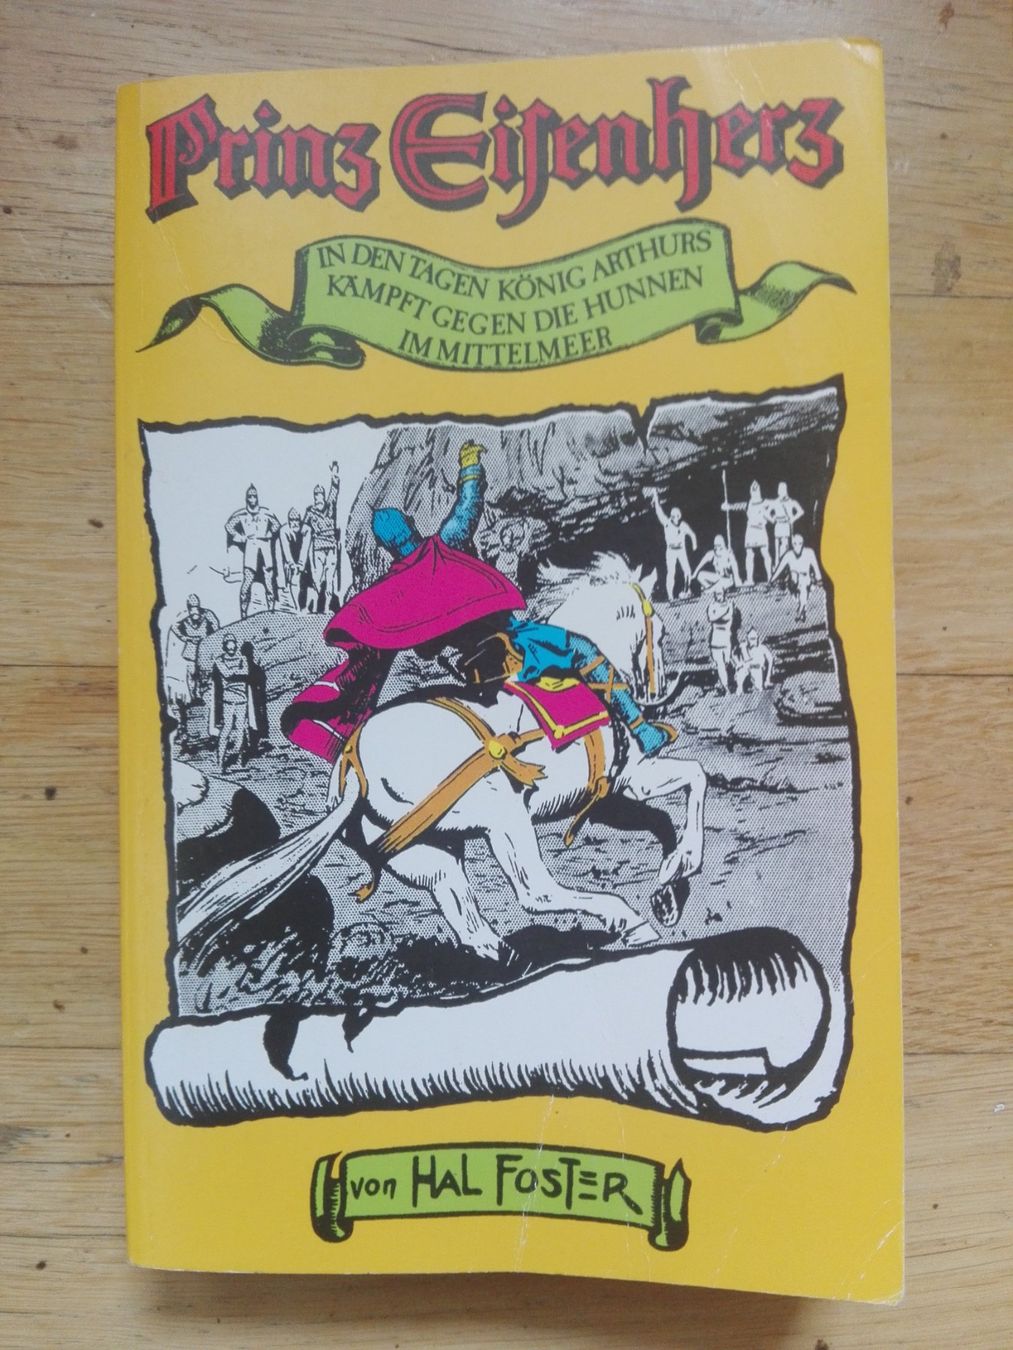 Prinz Eiſenherz
IN DEN TAGEN KÖNIG ARTHURS
KÄMPFT GEGEN DIE HUNNEN
IM MITTELMEER
von HAL FOSTER